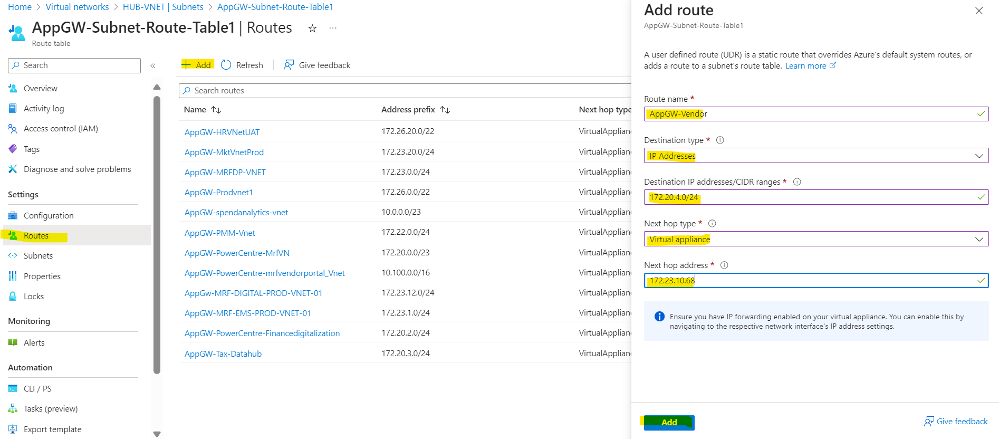 Home > Virtual networks > HUB-VNET | Subnets > AppGW-Subnet-Route-Table1
AppGW-Subnet-Route-Table1 | Routes
Route table
Search
Overview
Activity log
Access control (IAM)
Tags
Diagnose and solve problems
Settings
Configuration
Routes
Subnets
Properties
Locks
Monitoring
Alerts
Automation
CLI / PS
Tasks (preview)
Export template
Add Refresh Give feedback
Search routes
Name Address prefix Next hop type
AppGW-HRVNetUAT 172.26.20.0/22 VirtualApplian
AppGW-MktVnetProd 172.23.20.0/24 VirtualApplian
AppGW-MRFDP-VNET 172.23.0.0/24 VirtualApplian
AppGW-Prodvnet1 172.26.0.0/22 VirtualApplian
AppGW-spendanalytics-vnet 10.0.0.0/23 VirtualApplian
AppGW-PMM-Vnet 172.22.0.0/24 VirtualApplian
AppGW-PowerCentre-MrfVN 172.20.0.0/23 VirtualApplian
AppGW-PowerCentre-mrfvendorportal_Vnet 10.100.0.0/16 VirtualApplian
AppGw-MRF-DIGITAL-PROD-VNET-01 172.23.12.0/24 VirtualApplian
AppGW-MRF-EMS-PROD-VNET-01 172.23.1.0/24 VirtualApplian
AppGW-PowerCentre-Financedigitalization 172.20.2.0/24 VirtualApplian
AppGW-Tax-Datahub 172.20.3.0/24 VirtualApplian
Add route
AppGW-Subnet-Route-Table1
A user defined route (UDR) is a static route that overrides Azure's default system routes, or
adds a route to a subnet's route table. Learn more
Route name *
AppGW-Vendor
Destination type *
IP Addresses
Destination IP addresses/CIDR ranges *
172.20.4.0/24
Next hop type *
Virtual appliance
Next hop address *
172.23.10.68
Ensure you have IP forwarding enabled on your virtual appliance. You can enable this by
navigating to the respective network interface's IP address settings.
Add
Give feedback